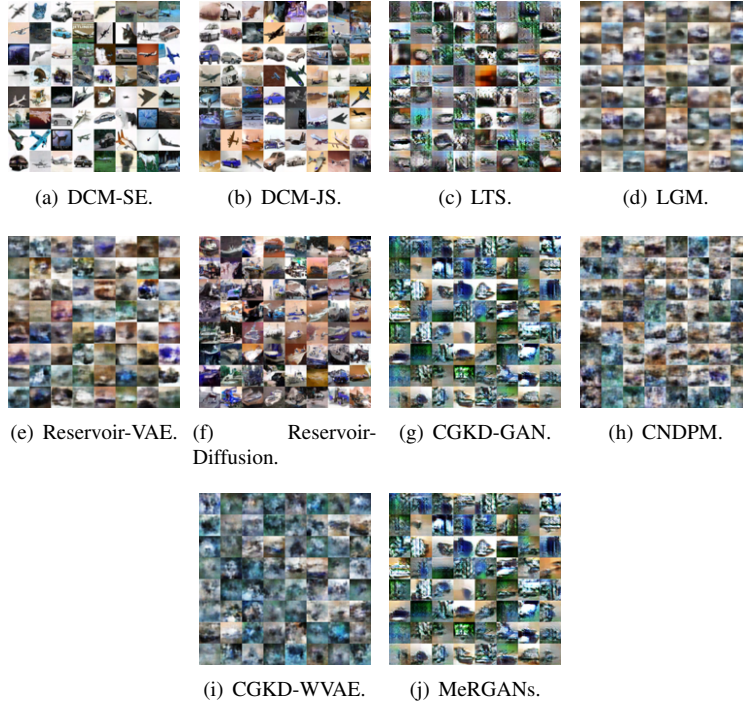 (a) DCM-SE.
(b) DCM-JS.
(c) LTS.
(d) LGM.
(e) Reservoir-VAE.
(f) Reservoir-
Diffusion.
(g) CGKD-GAN.
(h) CNDPM.
(i) CGKD-WVAE.
(j) MeRGANs.